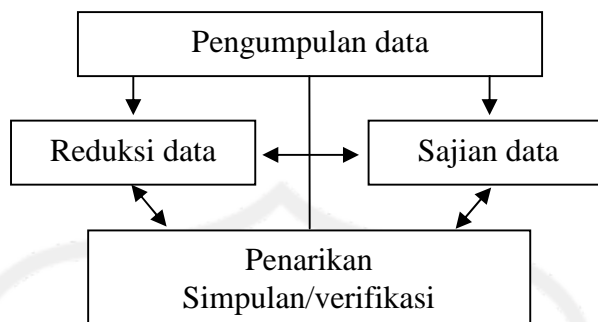 Pengumpulan data
Reduksi data
Sajian data
Penarikan
Simpulan/verifikasi